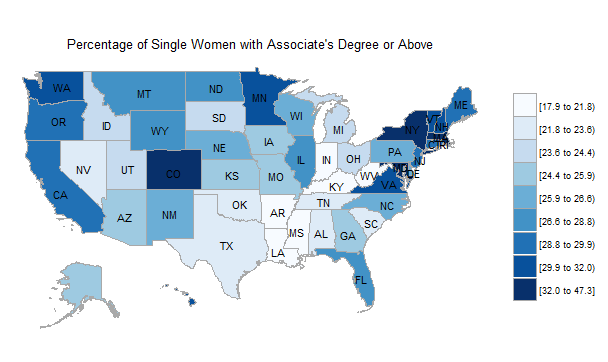 Percentage of Single Women with Associate's Degree or Above
WA
MT
ND
MN
ME
VT
NH
OR
ID
SD
WI
MI
NY
WY
IA
NE
PA
CT
RI
NV
UT
CO
IL
IN
OH
NJ
DE
CA
KS
MO
KY
WV
VA
AZ
NM
OK
AR
TN
NC
SC
TX
LA
MS
AL
GA
FL
[17.9 to 21.8)
[21.8 to 23.6)
[23.6 to 24.4)
[24.4 to 25.9)
[25.9 to 26.6)
[26.6 to 28.8)
[28.8 to 29.9)
[29.9 to 32.0)
[32.0 to 47.3]